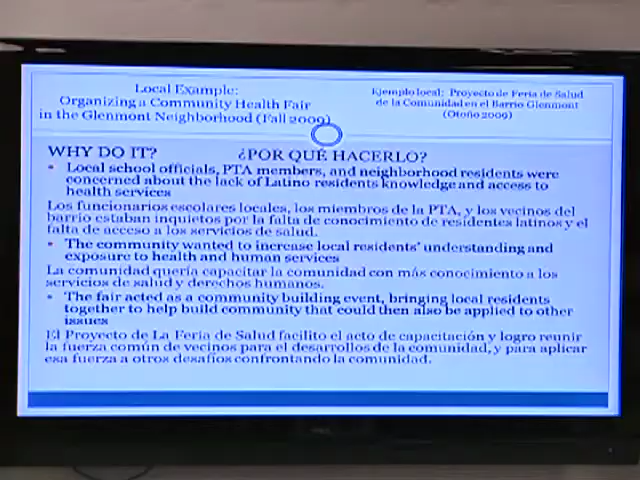 Local Example:
Organizing a Community Health Fair
in the Glenmont Neighborhood (Fall 2009)
Ejemplo local: Proyecto de Feria de Salud
de la Comunidad en el Barrio Glenmont
(Otoño 2009)
WHY DO IT? ¿POR QUÉ HACERLO?
• Local school officials, PTA members, and neighborhood residents were
concerned about the lack of Latino residents knowledge and access to
health services
Los funcionarios escolares locales, los miembros de la PTA, y los vecinos del
barrio estaban inquietos por la falta de conocimiento de residentes latinos y el
falta de acceso a los servicios de salud.
• The community wanted to increase local residents' understanding and
exposure to health and human services
La comunidad quería capacitar la comunidad con más conocimiento a los
servicios de salud y derechos humanos.
• The fair acted as a community building event, bringing local residents
together to help build community that could then also be applied to other
issues
El Proyecto de La Feria de Salud facilito el acto de capacitación y logro reunir
la fuerza común de vecinos para el desarrollos de la comunidad, y para aplicar
esa fuerza a otros desafíos confrontando la comunidad.